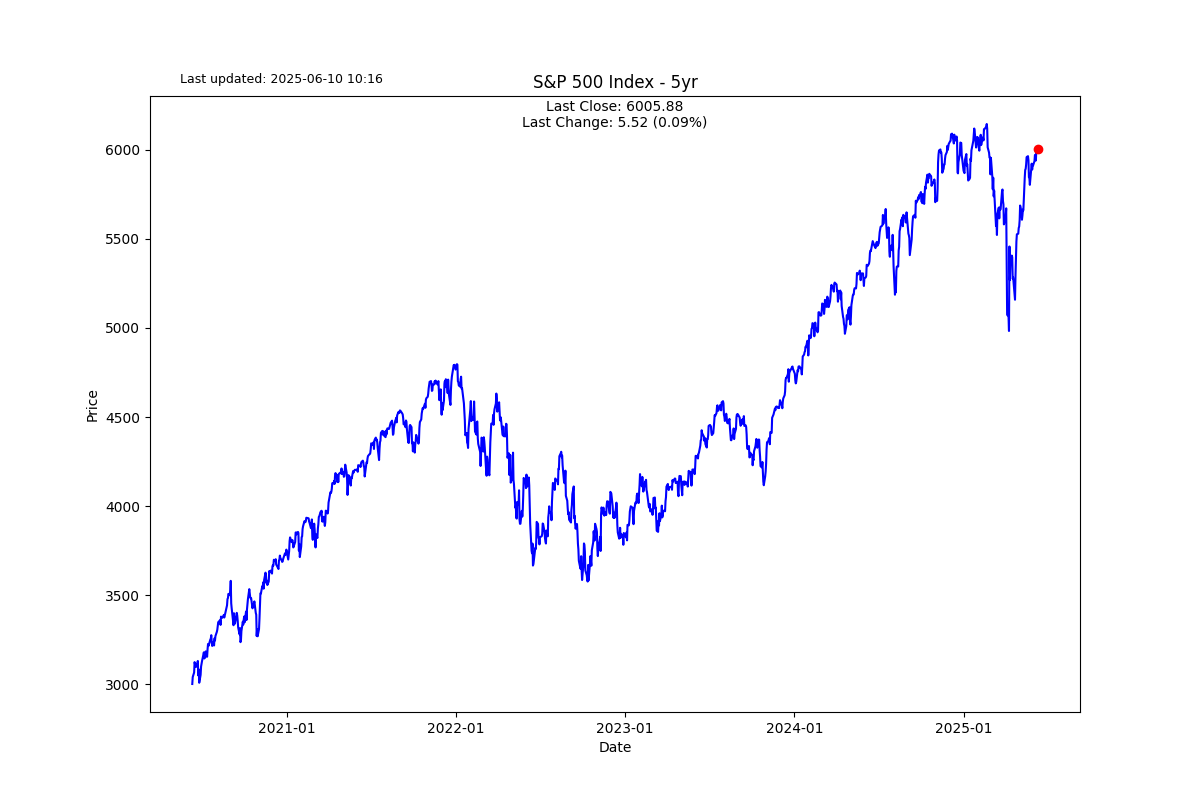 Last updated: 2025-06-10 10:16
S&P 500 Index - 5yr
Last Close: 6005.88
Last Change: 5.52 (0.09%)
Price
6000
5500
5000
4500
4000
3500
3000
2021-01
2022-01
2023-01
2024-01
2025-01
Date